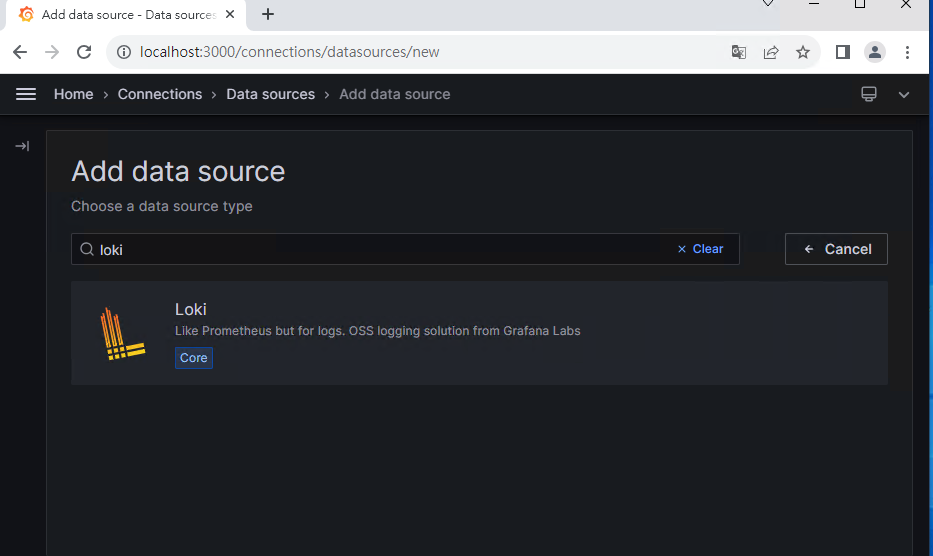 Add data source - Data sources
localhost:3000/connections/datasources/new
Home › Connections › Data sources › Add data source
Add data source
Choose a data source type
loki
Clear
Cancel
Loki
Like Prometheus but for logs. OSS logging solution from Grafana Labs
Core